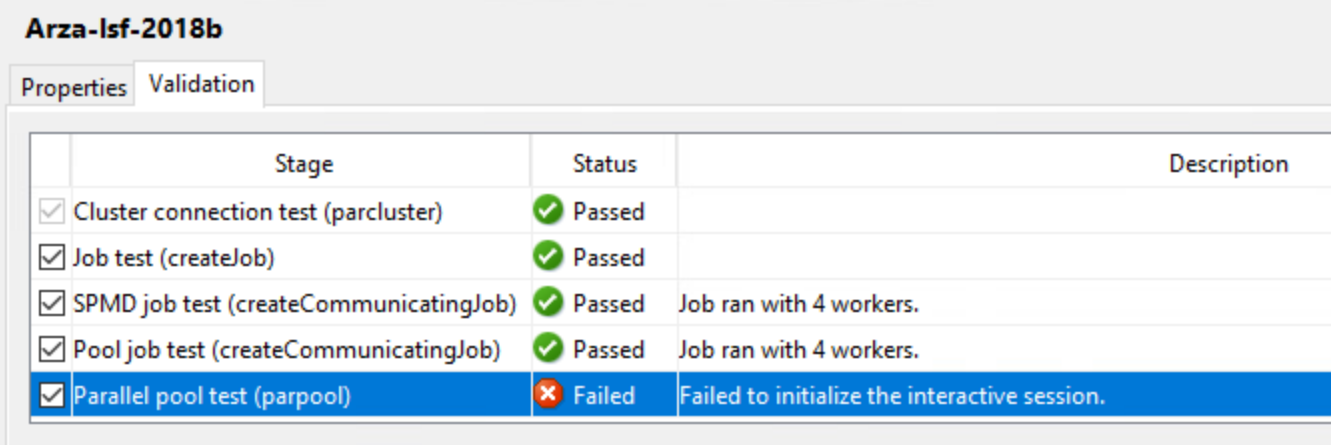 Arza-lsf-2018b
Properties Validation
Stage Status Description
Cluster connection test (parcluster) Passed
Job test (createJob) Passed
SPMD job test (createCommunicatingJob) Passed Job ran with 4 workers.
Pool job test (createCommunicatingJob) Passed Job ran with 4 workers.
Parallel pool test (parpool) Failed Failed to initialize the interactive session.